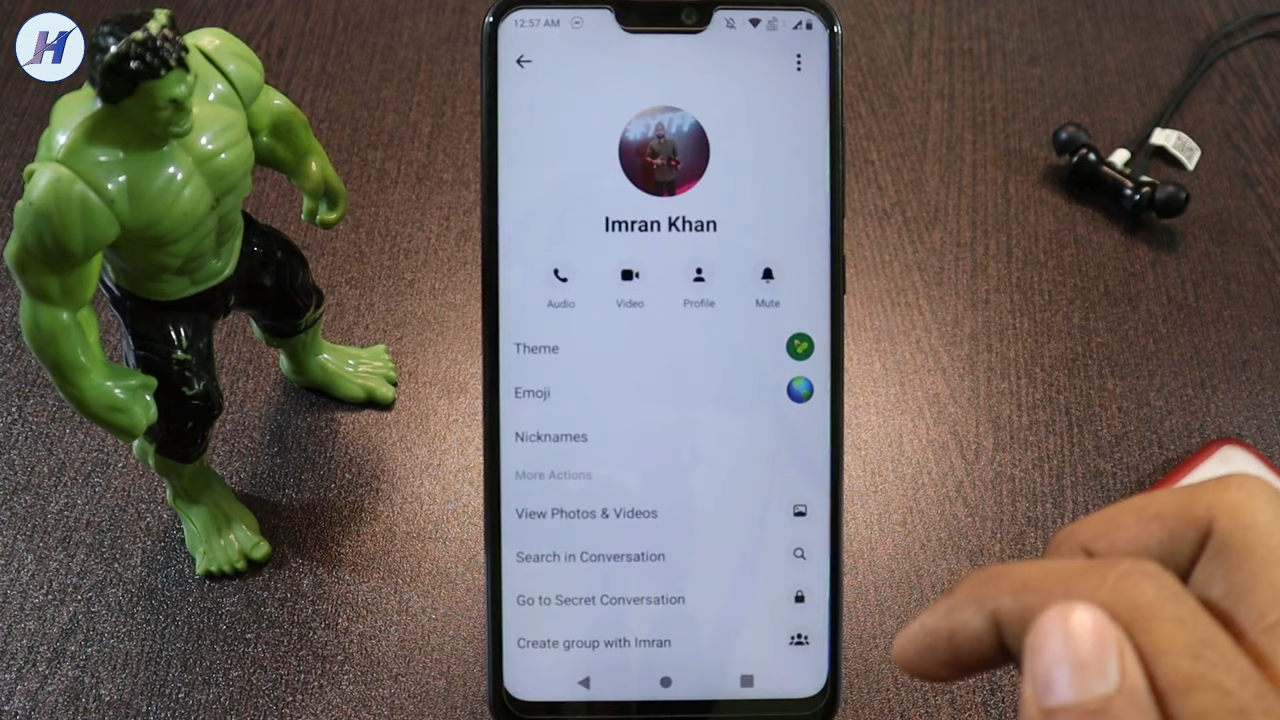 H
12:57 AM
Imran Khan
Audio Video Profile Mute
Theme
Emoji
Nicknames
More Actions
View Photos & Videos
Search in Conversation
Go to Secret Conversation
Create group with Imran